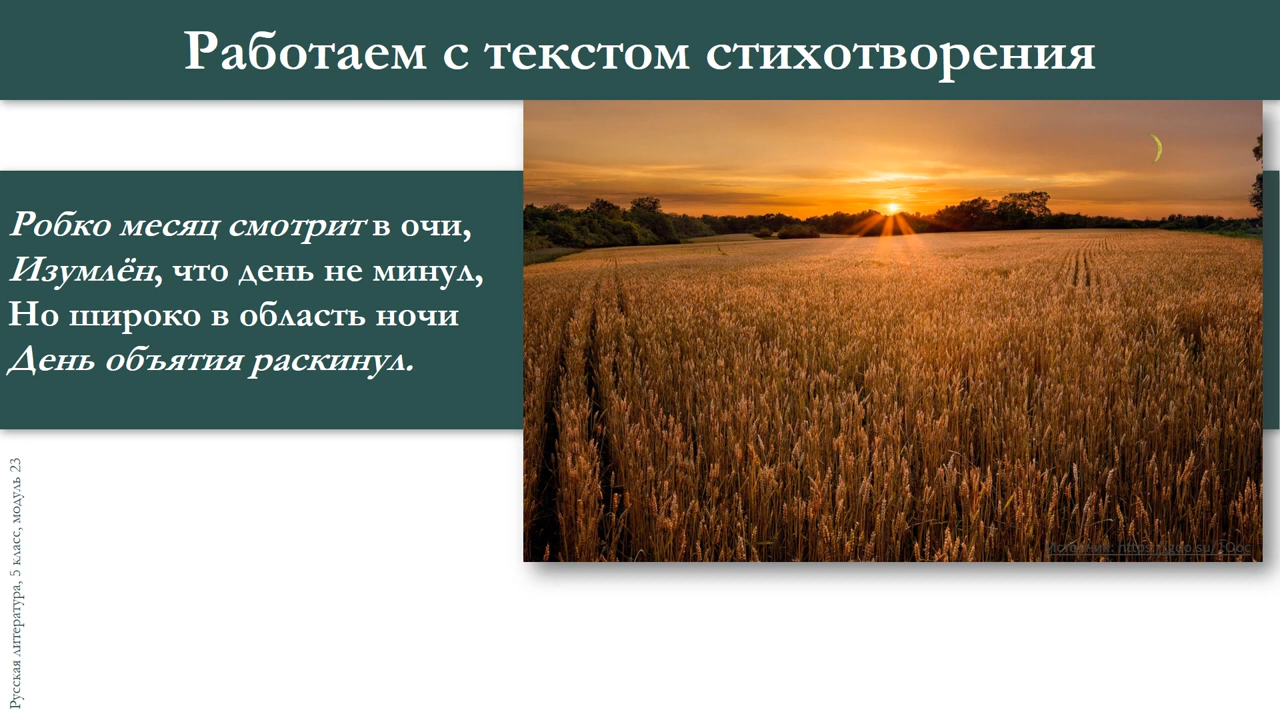 Работаем с текстом стихотворения
Робко месяц смотрит в очи,
Изумлён, что день не минул,
Но широко в область ночи
День объятия раскинул.
Русская литература, 5 класс, модуль 23